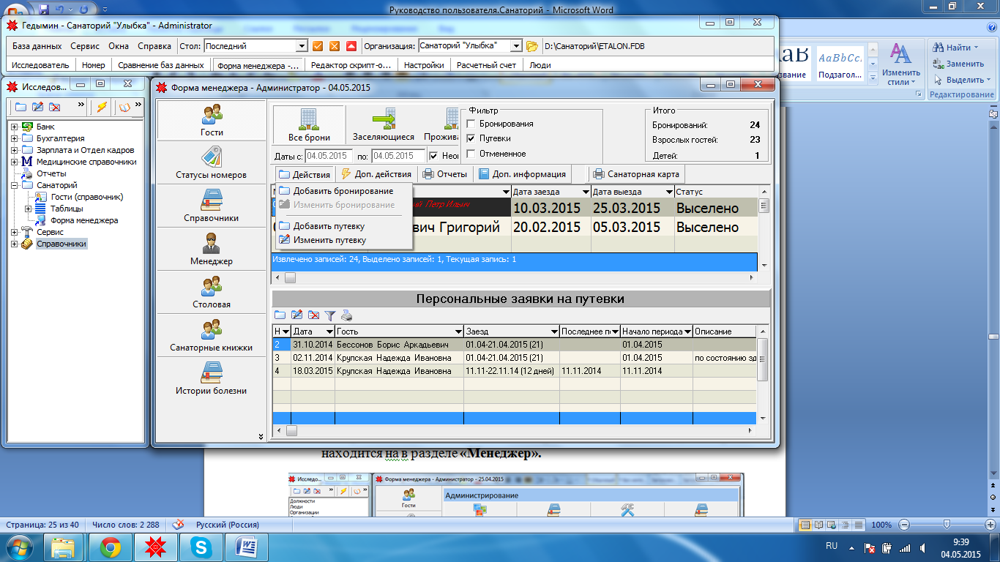 Руководство пользователя.Санаторий - Microsoft Word
Гедымин - Санаторий "Улыбка" - Administrator
База данных Сервис Окна Справка Стол: Последний Организация: Санаторий "Улыбка" D:\Санаторий\ETALON.FDB
Исследователь Номер Сравнение баз данных Форма менеджера -... Редактор скрипт-о... Настройки Расчетный счет Люди
AaBbCc.
Подзагол...
Изменить стили
Найти
Заменить
Выделить
Редактирование
Исследов...
Банк
Бухгалтерия
Зарплата и Отдел кадров
Медицинские справочники
Отчеты
Санаторий
Гости (справочник)
Таблицы
Форма менеджера
Сервис
Справочники
Форма менеджера - Администратор - 04.05.2015
Гости
Статусы номеров
Справочники
Менеджер
Столовая
Санаторные книжки
Истории болезни
Все брони Заселяющиеся Прожива
Даты с: 04.05.2015 по: 04.05.2015 Неог
Фильтр
Бронирования
Путевки
Отмененное
Итого
Бронирований: 24
Взрослых гостей: 23
Детей: 1
Действия Доп. действия Отчеты Доп. информация Санаторная карта
Добавить бронирование
Изменить бронирование
Добавить путевку
Изменить путевку
Дата заезда Дата выезда Статус
Петр Ильич 10.03.2015 25.03.2015 Выселено
вич Григорий 20.02.2015 05.03.2015 Выселено
Извлечено записей: 24, Выделено записей: 1, Текущая запись: 1
Персональные заявки на путевки
Н Дата Гость Заезд Последнее п Начало периода Описание
2 31.10.2014 Бессонов Борис Аркадьевич 01.04-21.04.2015 (21) 01.04.2015
3 02.11.2014 Крупская Надежда Ивановна 01.04-21.04.2015 (21) 01.04.2015 по состоянию зд
4 18.03.2015 Крупская Надежда Ивановна 11.11-22.11.14 (12 дней) 11.11.2014 11.11.2014
находится на в разделе «Менеджер».
Исследо...
Должности
Люди
Организации
Форма менеджера - Администратор - 25.04.2015
Гости
Администрирование
Страница: 25 из 40 Число слов: 2 288 Русский (Россия) 100%
RU 9:39
04.05.2015